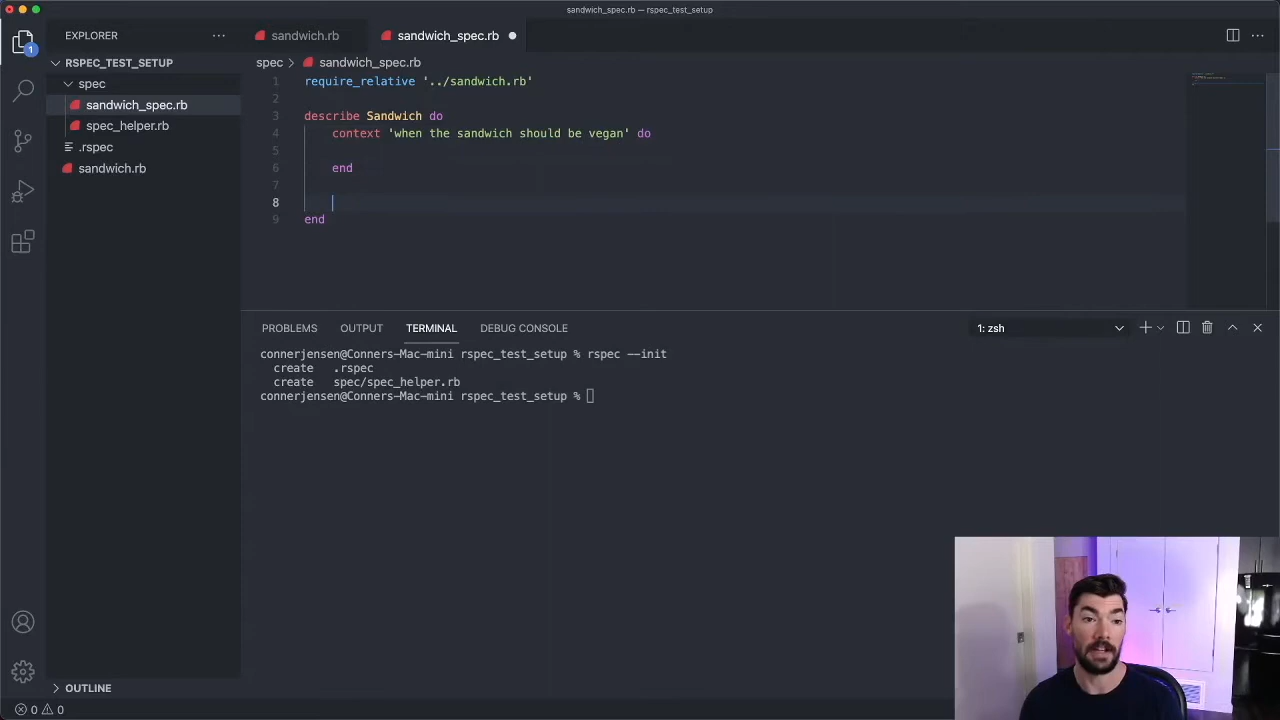 sandwich_spec.rb — rspec_test_setup
EXPLORER
sandwich.rb
sandwich_spec.rb
RSPEC_TEST_SETUP
spec
sandwich_spec.rb
spec_helper.rb
.rspec
sandwich.rb
OUTLINE
1
spec > sandwich_spec.rb
1 require_relative '../sandwich.rb'
2
3 describe Sandwich do
4 context 'when the sandwich should be vegan' do
5
6 end
7
8
9 end
PROBLEMS OUTPUT TERMINAL DEBUG CONSOLE
1: zsh
connerjensen@Conners-Mac-mini rspec_test_setup % rspec --init
create .rspec
create spec/spec_helper.rb
connerjensen@Conners-Mac-mini rspec_test_setup %
0 0